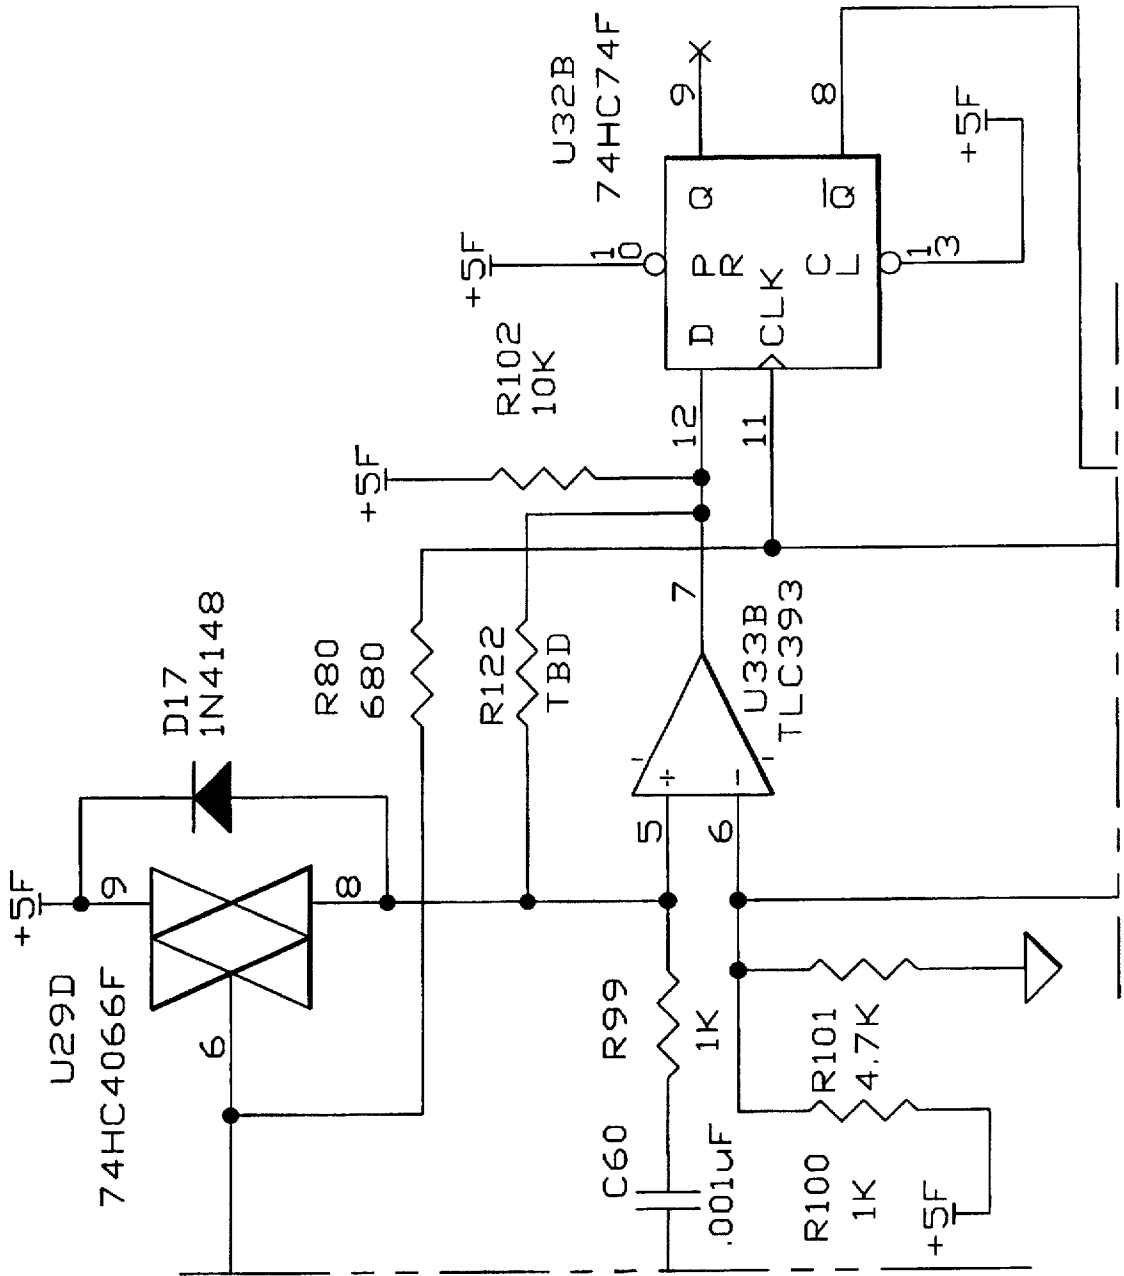 +5F
U29D
74HC4066F
9
8
6
D17
1N4148
R80
680
R122
TBD
+5F
R102
10K
+5F
10
U32B
74HC74F
9
8
D
PR
Q
CLK
CL
Q̅
12
11
13
+5F
7
U33B
TLC393
+
-
5
6
R99
1K
C60
.001uF
R101
4.7K
R100
1K
+5F